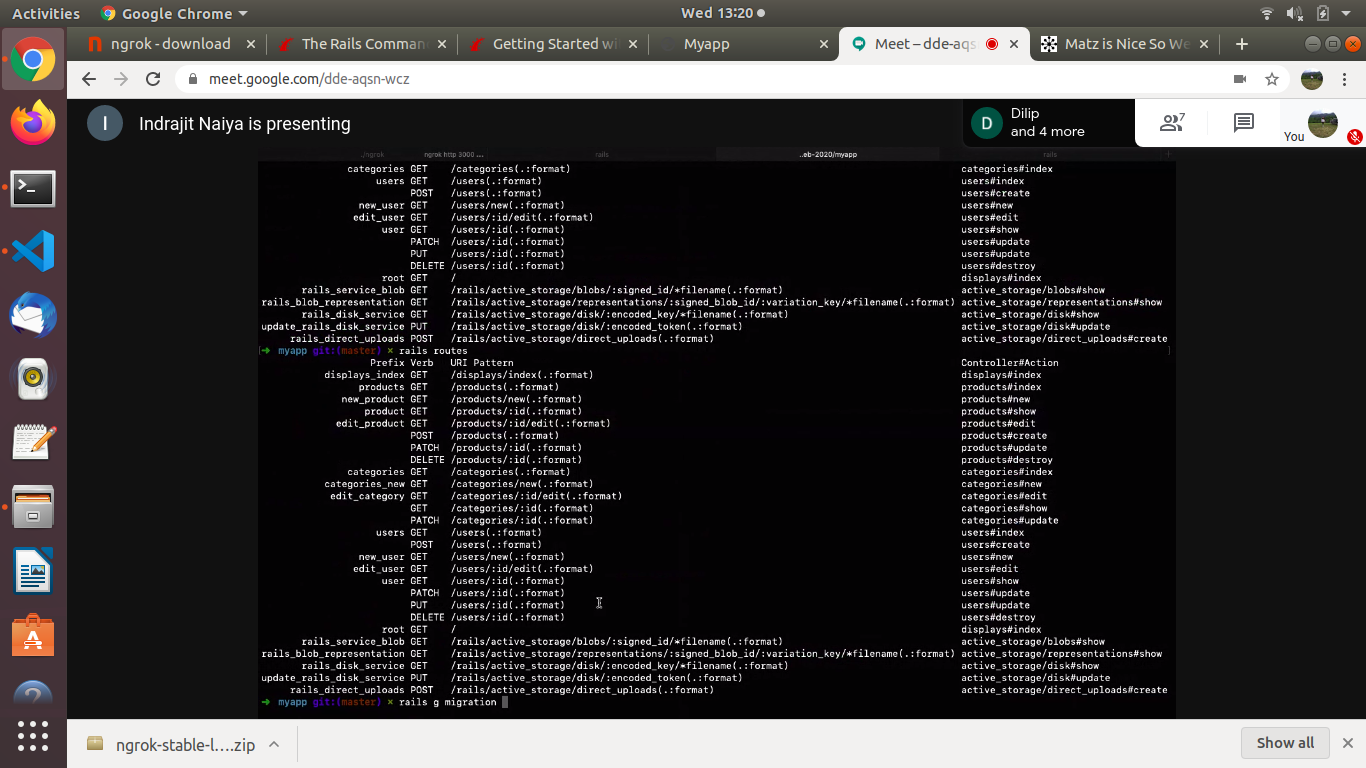 Activities Google Chrome Wed 13:20
ngrok - download The Rails Comman Getting Started wi Myapp Meet – dde-aqs Matz is Nice So We
meet.google.com/dde-aqsn-wcz
I Indrajit Naiya is presenting D Dilip
and 4 more 7 You
../ngrok ngrok http 3000 ... rails ..eb-2020/myapp rails
categories GET /categories(.:format) categories#index
users GET /users(.:format) users#index
POST /users(.:format) users#create
new_user GET /users/new(.:format) users#new
edit_user GET /users/:id/edit(.:format) users#edit
user GET /users/:id(.:format) users#show
PATCH /users/:id(.:format) users#update
PUT /users/:id(.:format) users#update
DELETE /users/:id(.:format) users#destroy
root GET / displays#index
rails_service_blob GET /rails/active_storage/blobs/:signed_id/*filename(.:format) active_storage/blobs#show
rails_blob_representation GET /rails/active_storage/representations/:signed_blob_id/:variation_key/*filename(.:format) active_storage/representations#show
rails_disk_service GET /rails/active_storage/disk/:encoded_key/*filename(.:format) active_storage/disk#show
update_rails_disk_service PUT /rails/active_storage/disk/:encoded_token(.:format) active_storage/disk#update
rails_direct_uploads POST /rails/active_storage/direct_uploads(.:format) active_storage/direct_uploads#create
[➜ myapp git:(master) × rails routes ]
Prefix Verb URI Pattern Controller#Action
displays_index GET /displays/index(.:format) displays#index
products GET /products(.:format) products#index
new_product GET /products/new(.:format) products#new
product GET /products/:id(.:format) products#show
edit_product GET /products/:id/edit(.:format) products#edit
POST /products(.:format) products#create
PATCH /products/:id(.:format) products#update
DELETE /products/:id(.:format) products#destroy
categories GET /categories(.:format) categories#index
categories_new GET /categories/new(.:format) categories#new
edit_category GET /categories/:id/edit(.:format) categories#edit
GET /categories/:id(.:format) categories#show
PATCH /categories/:id(.:format) categories#update
users GET /users(.:format) users#index
POST /users(.:format) users#create
new_user GET /users/new(.:format) users#new
edit_user GET /users/:id/edit(.:format) users#edit
user GET /users/:id(.:format) users#show
PATCH /users/:id(.:format) users#update
PUT /users/:id(.:format) users#update
DELETE /users/:id(.:format) users#destroy
root GET / displays#index
rails_service_blob GET /rails/active_storage/blobs/:signed_id/*filename(.:format) active_storage/blobs#show
rails_blob_representation GET /rails/active_storage/representations/:signed_blob_id/:variation_key/*filename(.:format) active_storage/representations#show
rails_disk_service GET /rails/active_storage/disk/:encoded_key/*filename(.:format) active_storage/disk#show
update_rails_disk_service PUT /rails/active_storage/disk/:encoded_token(.:format) active_storage/disk#update
rails_direct_uploads POST /rails/active_storage/direct_uploads(.:format) active_storage/direct_uploads#create
➜ myapp git:(master) × rails g migration
ngrok-stable-l....zip Show all